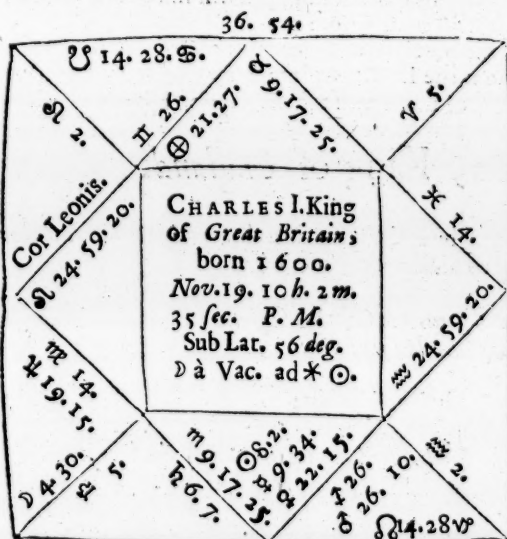 36. 54.
☋ 14. 28. ♋.
♌ 2.
♊ 26.
⊗ 21.27.
♉
9. 17. 25.
♈ 5.
♓ 14.
Cor Leonis.
♌ 24. 59. 20.
CHARLES I. King
of Great Britain,
born 1600.
Nov. 19. 10 h. 2 m.
35 sec. P. M.
Sub Lat. 56 deg.
☽ à Vac. ad ⚹ ☉.
♒ 24. 59. 20.
♍ 14.
♃ 19. 15.
☽ 4. 30.
♎ 5.
♄ 6. 7.
♏ 9. 17. 25.
☉ 8. 2.
☿ 9. 34.
♀ 22. 15.
♐ 26.
♂ 26. 10.
♒ 2.
☊ 14. 28 ♑